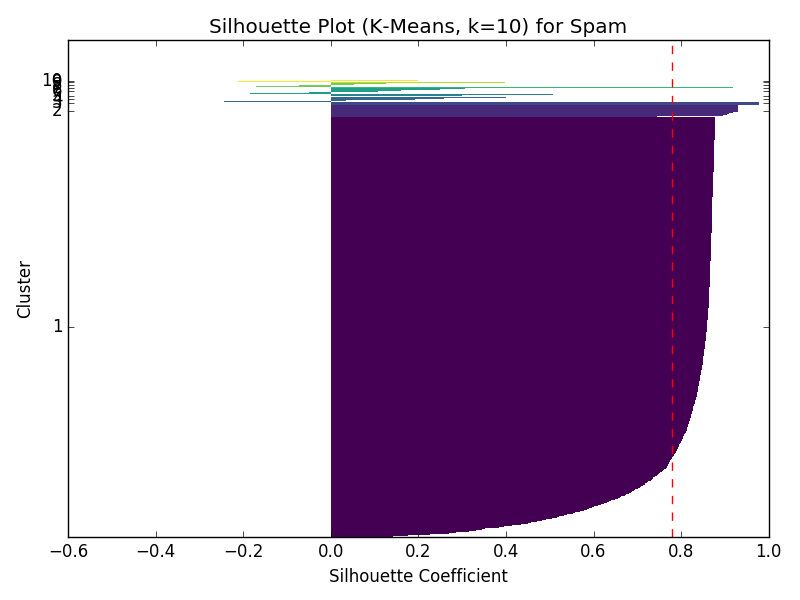 Silhouette Plot (K-Means, k=10) for Spam
10
2
1
Cluster
−0.6 −0.4 −0.2 0.0 0.2 0.4 0.6 0.8 1.0
Silhouette Coefficient